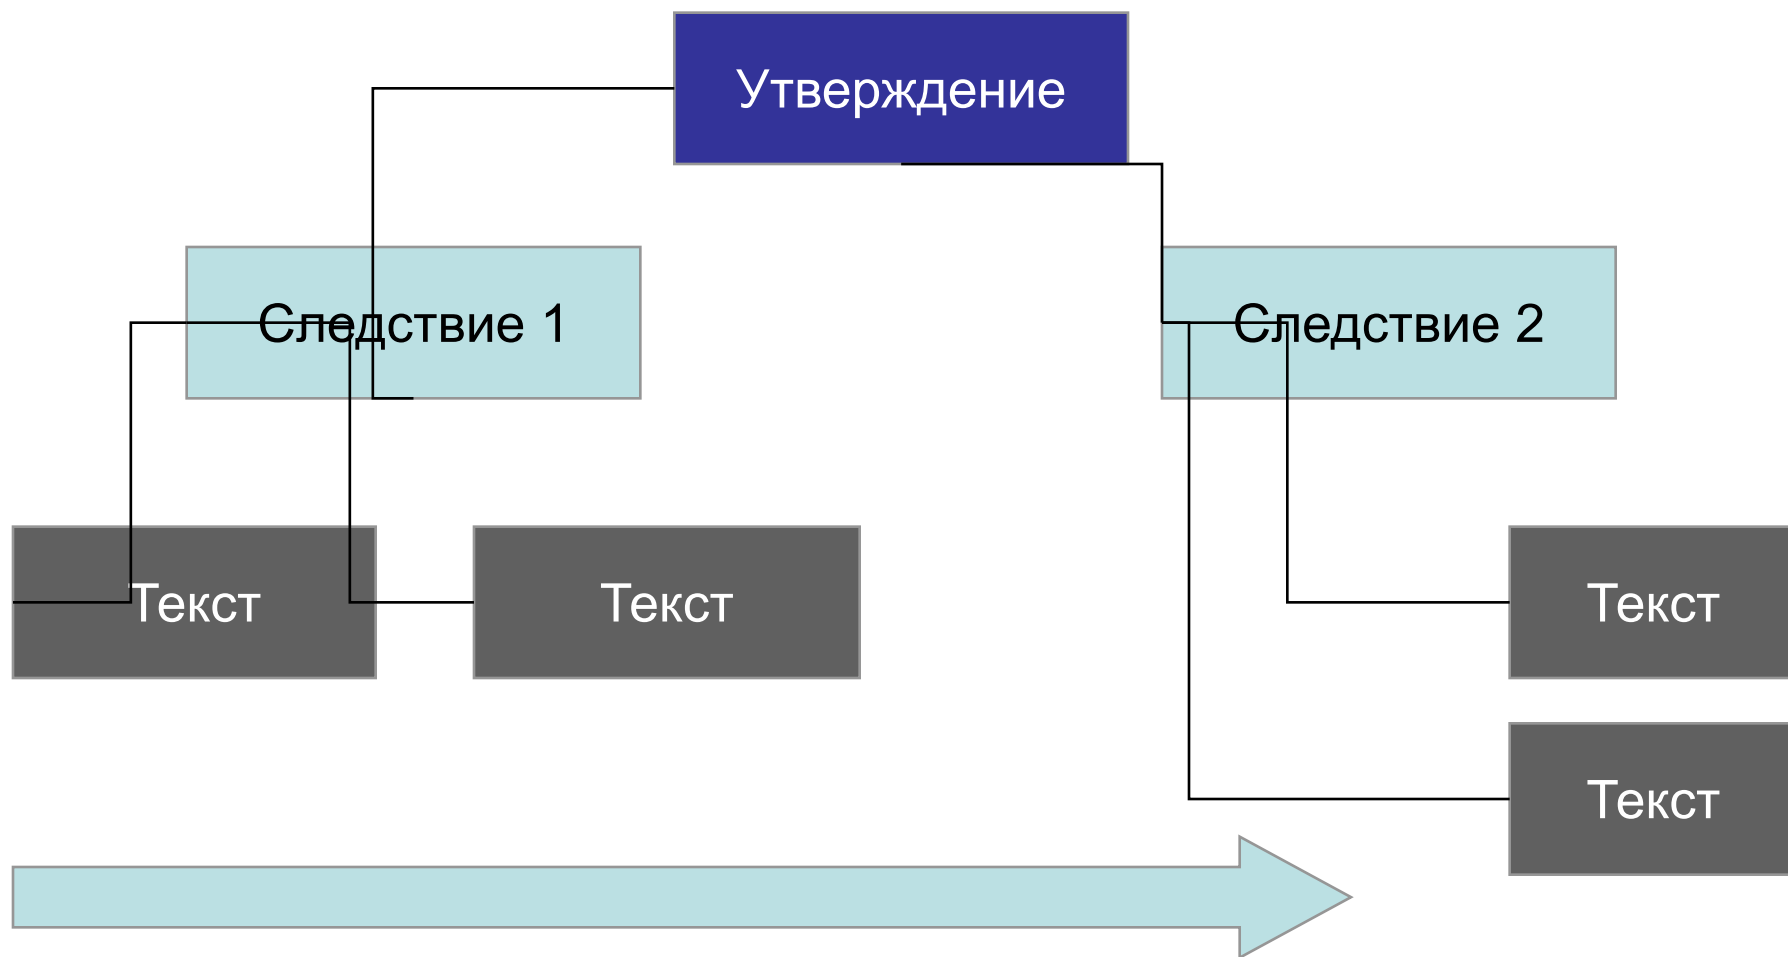 Утверждение
Следствие 1
Следствие 2
Текст
Текст
Текст
Текст